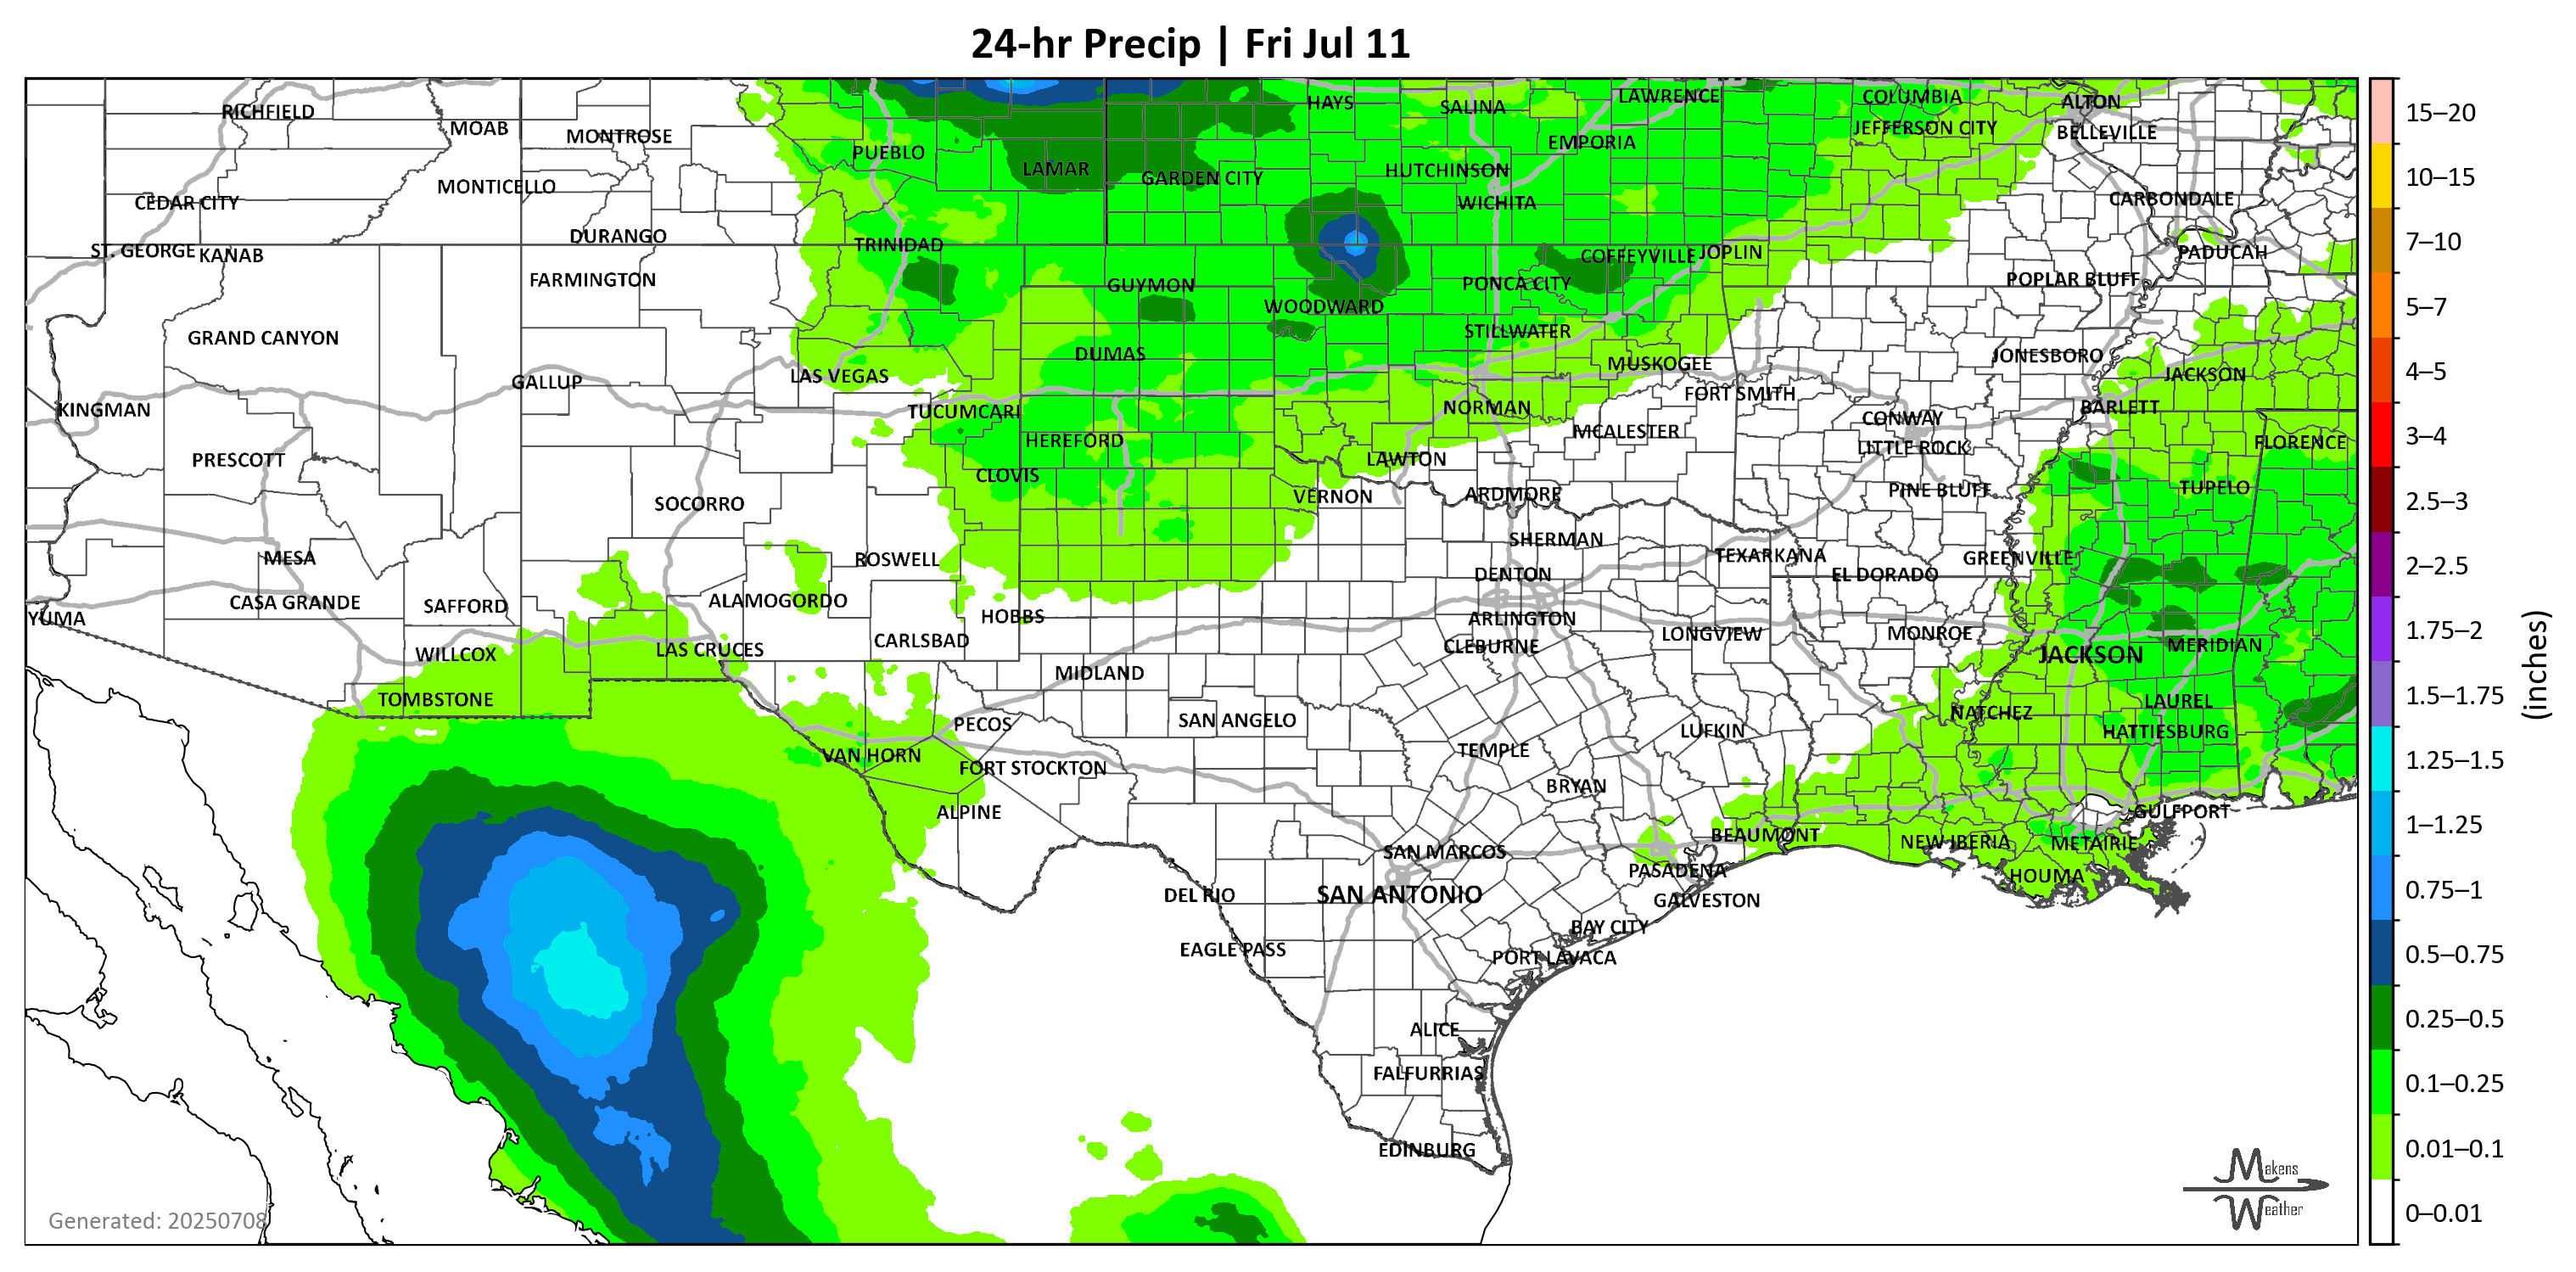 24-hr Precip | Fri Jul 11
RICHFIELD
MOAB
MONTROSE
PUEBLO
LAMAR
GARDEN CITY
HAYS
SALINA
LAWRENCE
EMPORIA
HUTCHINSON
WICHITA
COLUMBIA
JEFFERSON CITY
ALTON
BELLEVILLE
CEDAR CITY
MONTICELLO
CARBONDALE
ST. GEORGE
KANAB
DURANGO
TRINIDAD
FARMINGTON
GUYMON
WOODWARD
PONCA CITY
COFFEYVILLE
JOPLIN
POPLAR BLUFF
PADUCAH
GRAND CANYON
STILLWATER
DUMAS
MUSKOGEE
JONESBORO
JACKSON
GALLUP
LAS VEGAS
KINGMAN
TUCUMCARI
NORMAN
FORT SMITH
CONWAY
BARLETT
HEREFORD
MCALESTER
LITTLE ROCK
FLORENCE
PRESCOTT
CLOVIS
LAWTON
VERNON
ARDMORE
PINE BLUFF
TUPELO
SOCORRO
MESA
ROSWELL
SHERMAN
DENTON
TEXARKANA
EL DORADO
GREENVILLE
YUMA
CASA GRANDE
SAFFORD
ALAMOGORDO
HOBBS
ARLINGTON
CLEBURNE
LONGVIEW
MONROE
JACKSON
MERIDIAN
WILLCOX
LAS CRUCES
CARLSBAD
MIDLAND
TOMBSTONE
PECOS
SAN ANGELO
LUFKIN
NATCHEZ
LAUREL
HATTIESBURG
VAN HORN
FORT STOCKTON
TEMPLE
BRYAN
ALPINE
GULFPORT
SAN MARCOS
BEAUMONT
NEW IBERIA
METAIRIE
PASADENA
HOUMA
DEL RIO
SAN ANTONIO
GALVESTON
EAGLE PASS
BAY CITY
PORT LAVACA
ALICE
FALFURRIAS
EDINBURG
Generated: 20250708
Makens
Weather
15–20
10–15
7–10
5–7
4–5
3–4
2.5–3
2–2.5
1.75–2
1.5–1.75
1.25–1.5
1–1.25
0.75–1
0.5–0.75
0.25–0.5
0.1–0.25
0.01–0.1
0–0.01
(inches)